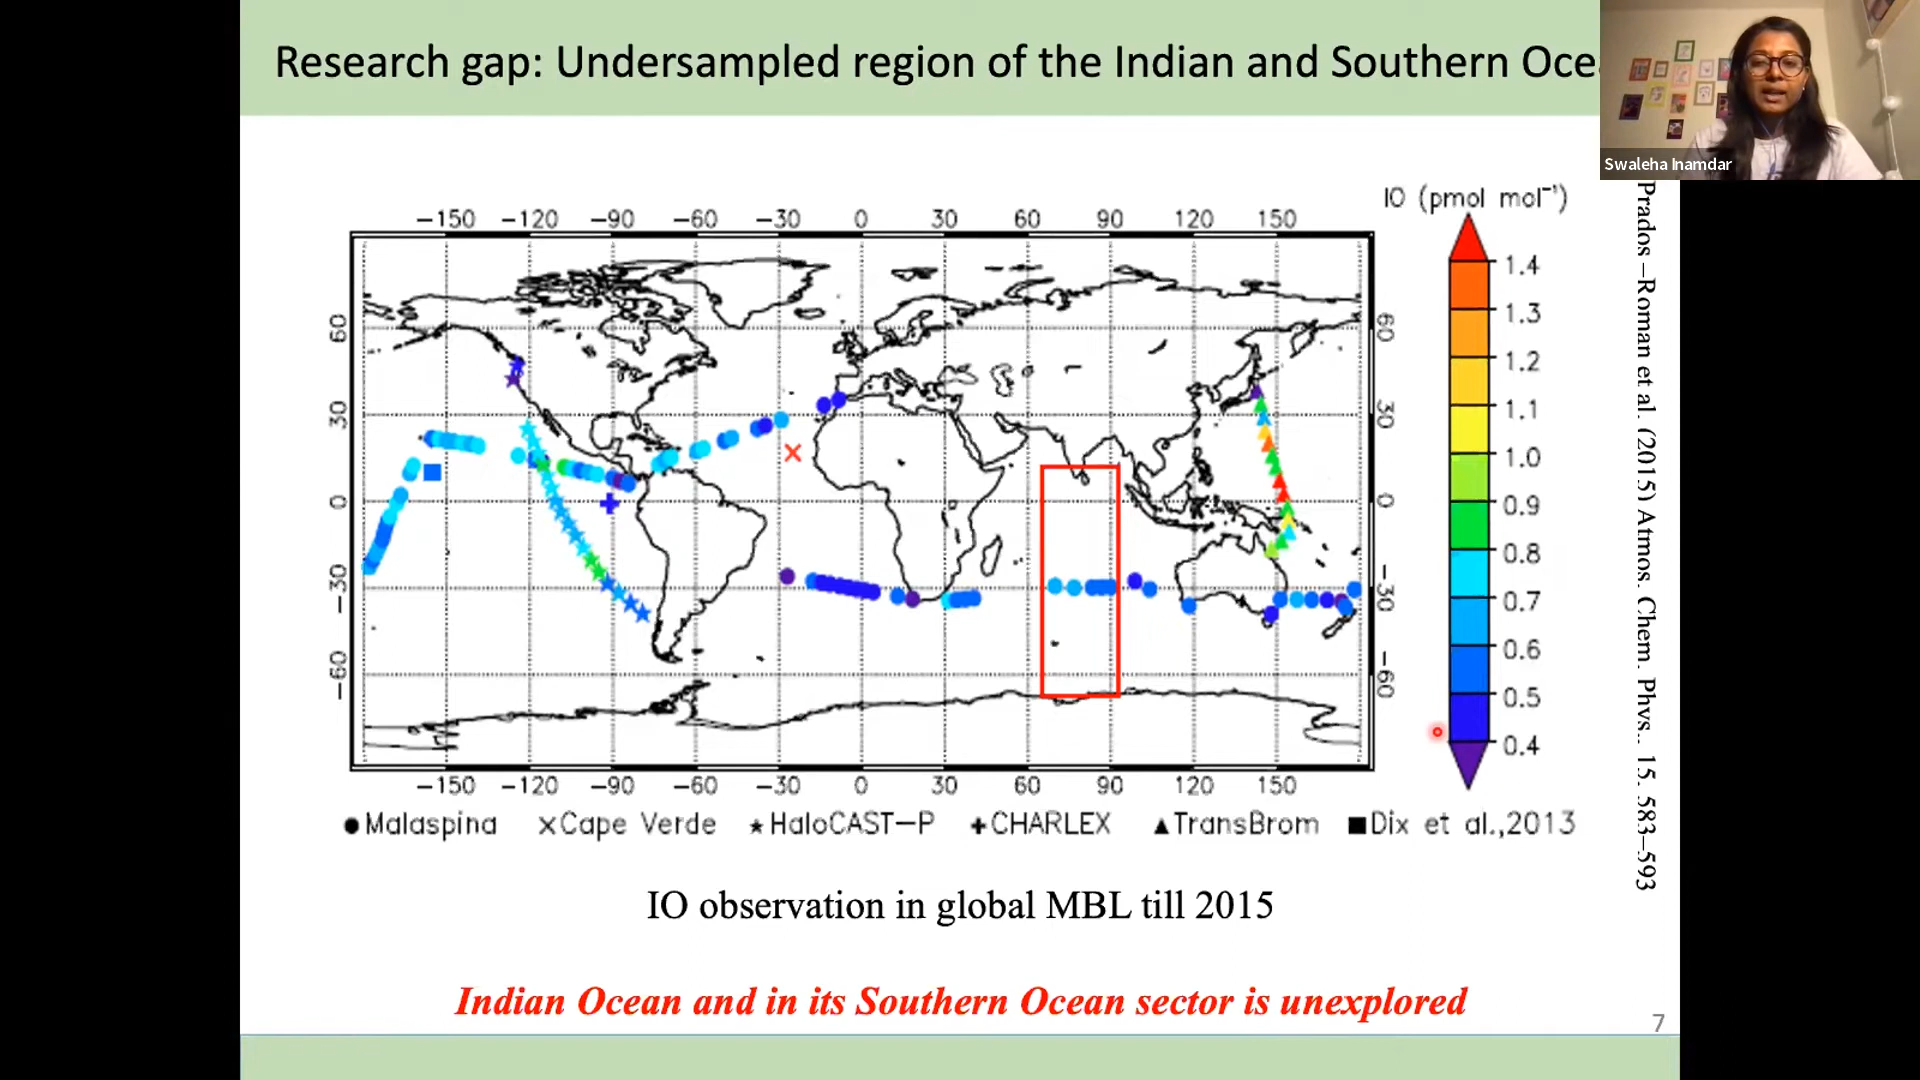 Research gap: Undersampled region of the Indian and Southern Oce
Swaleha Inamdar
IO (pmol mol⁻¹)
−150 −120 −90 −60 −30 0 30 60 90 120 150
60 60
30 30
0 0
−30 −30
−60 −60
−150 −120 −90 −60 −30 0 30 60 90 120 150
1.4
1.3
1.2
1.1
1.0
0.9
0.8
0.7
0.6
0.5
0.4
Malaspina Cape Verde HaloCAST−P CHARLEX TransBrom Dix et al.,2013
Prados –Roman et al. (2015) Atmos. Chem. Phys.. 15. 583–593
IO observation in global MBL till 2015
Indian Ocean and in its Southern Ocean sector is unexplored
7